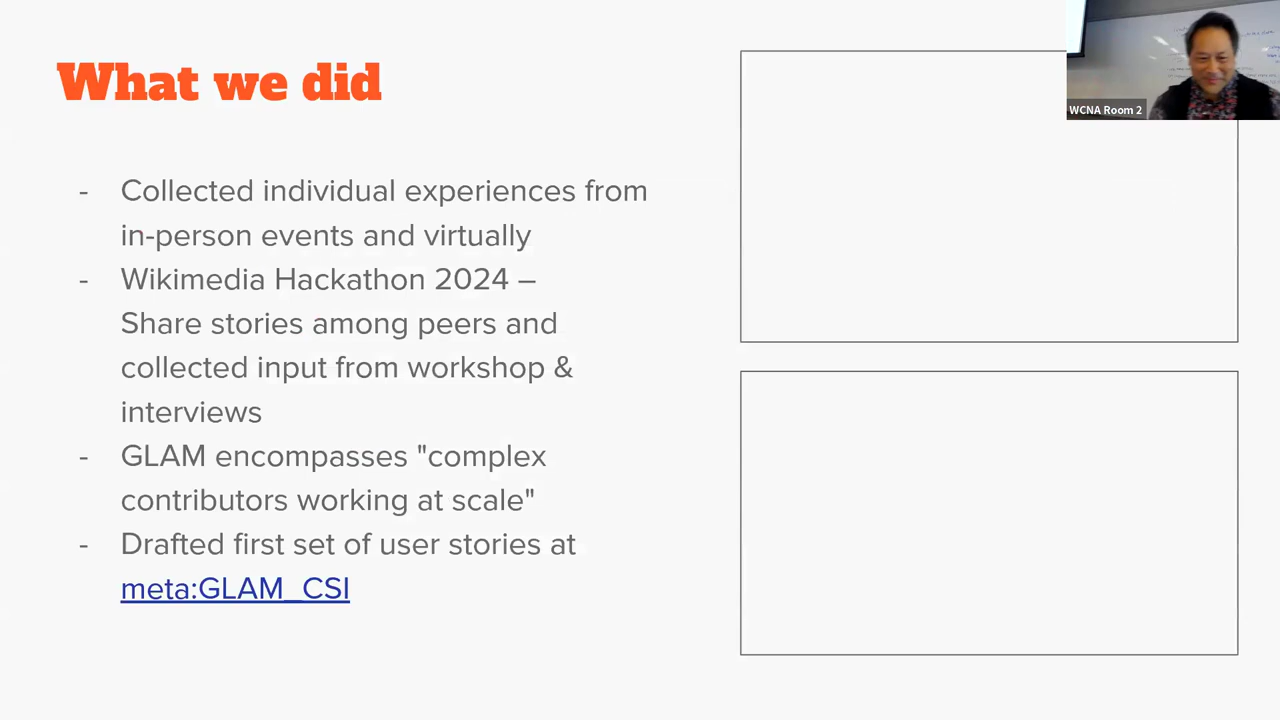 What we did
- Collected individual experiences from
in-person events and virtually
- Wikimedia Hackathon 2024 –
Share stories among peers and
collected input from workshop &
interviews
- GLAM encompasses "complex
contributors working at scale"
- Drafted first set of user stories at
meta:GLAM_CSI
WCNA Room 2